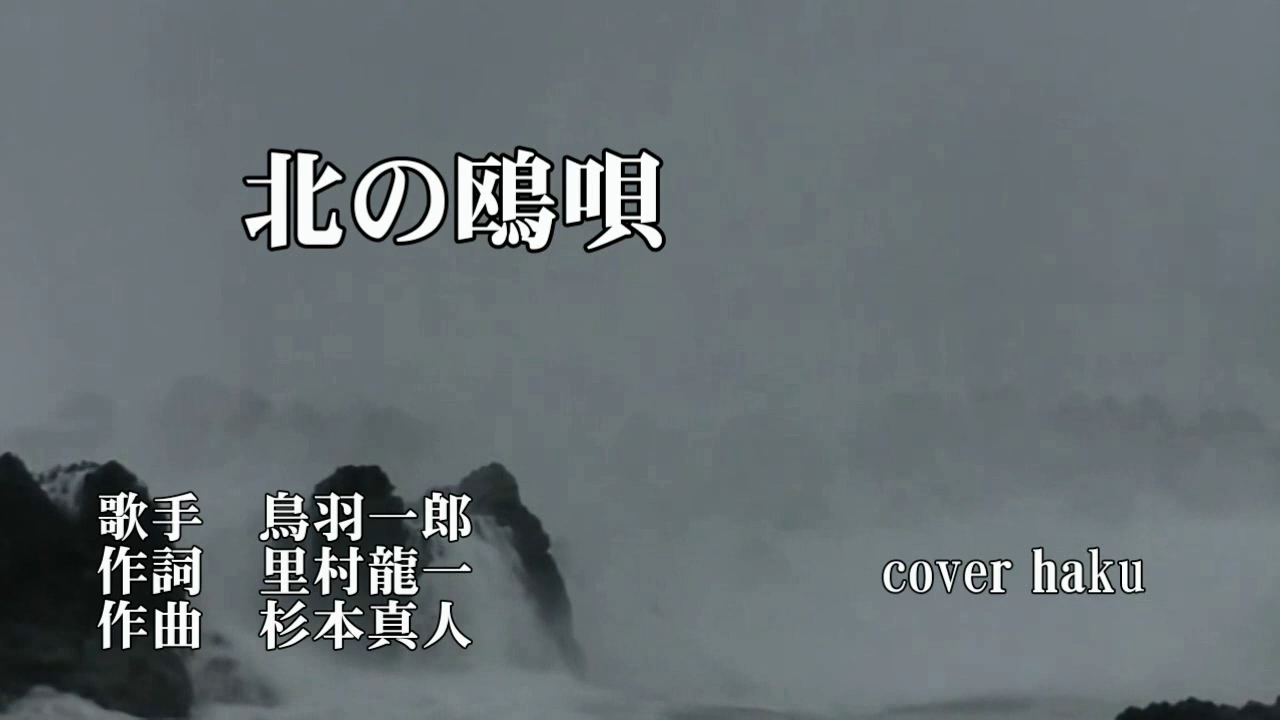 北の鴎唄
歌手　鳥羽一郎
作詞　里村龍一
作曲　杉本真人
cover haku